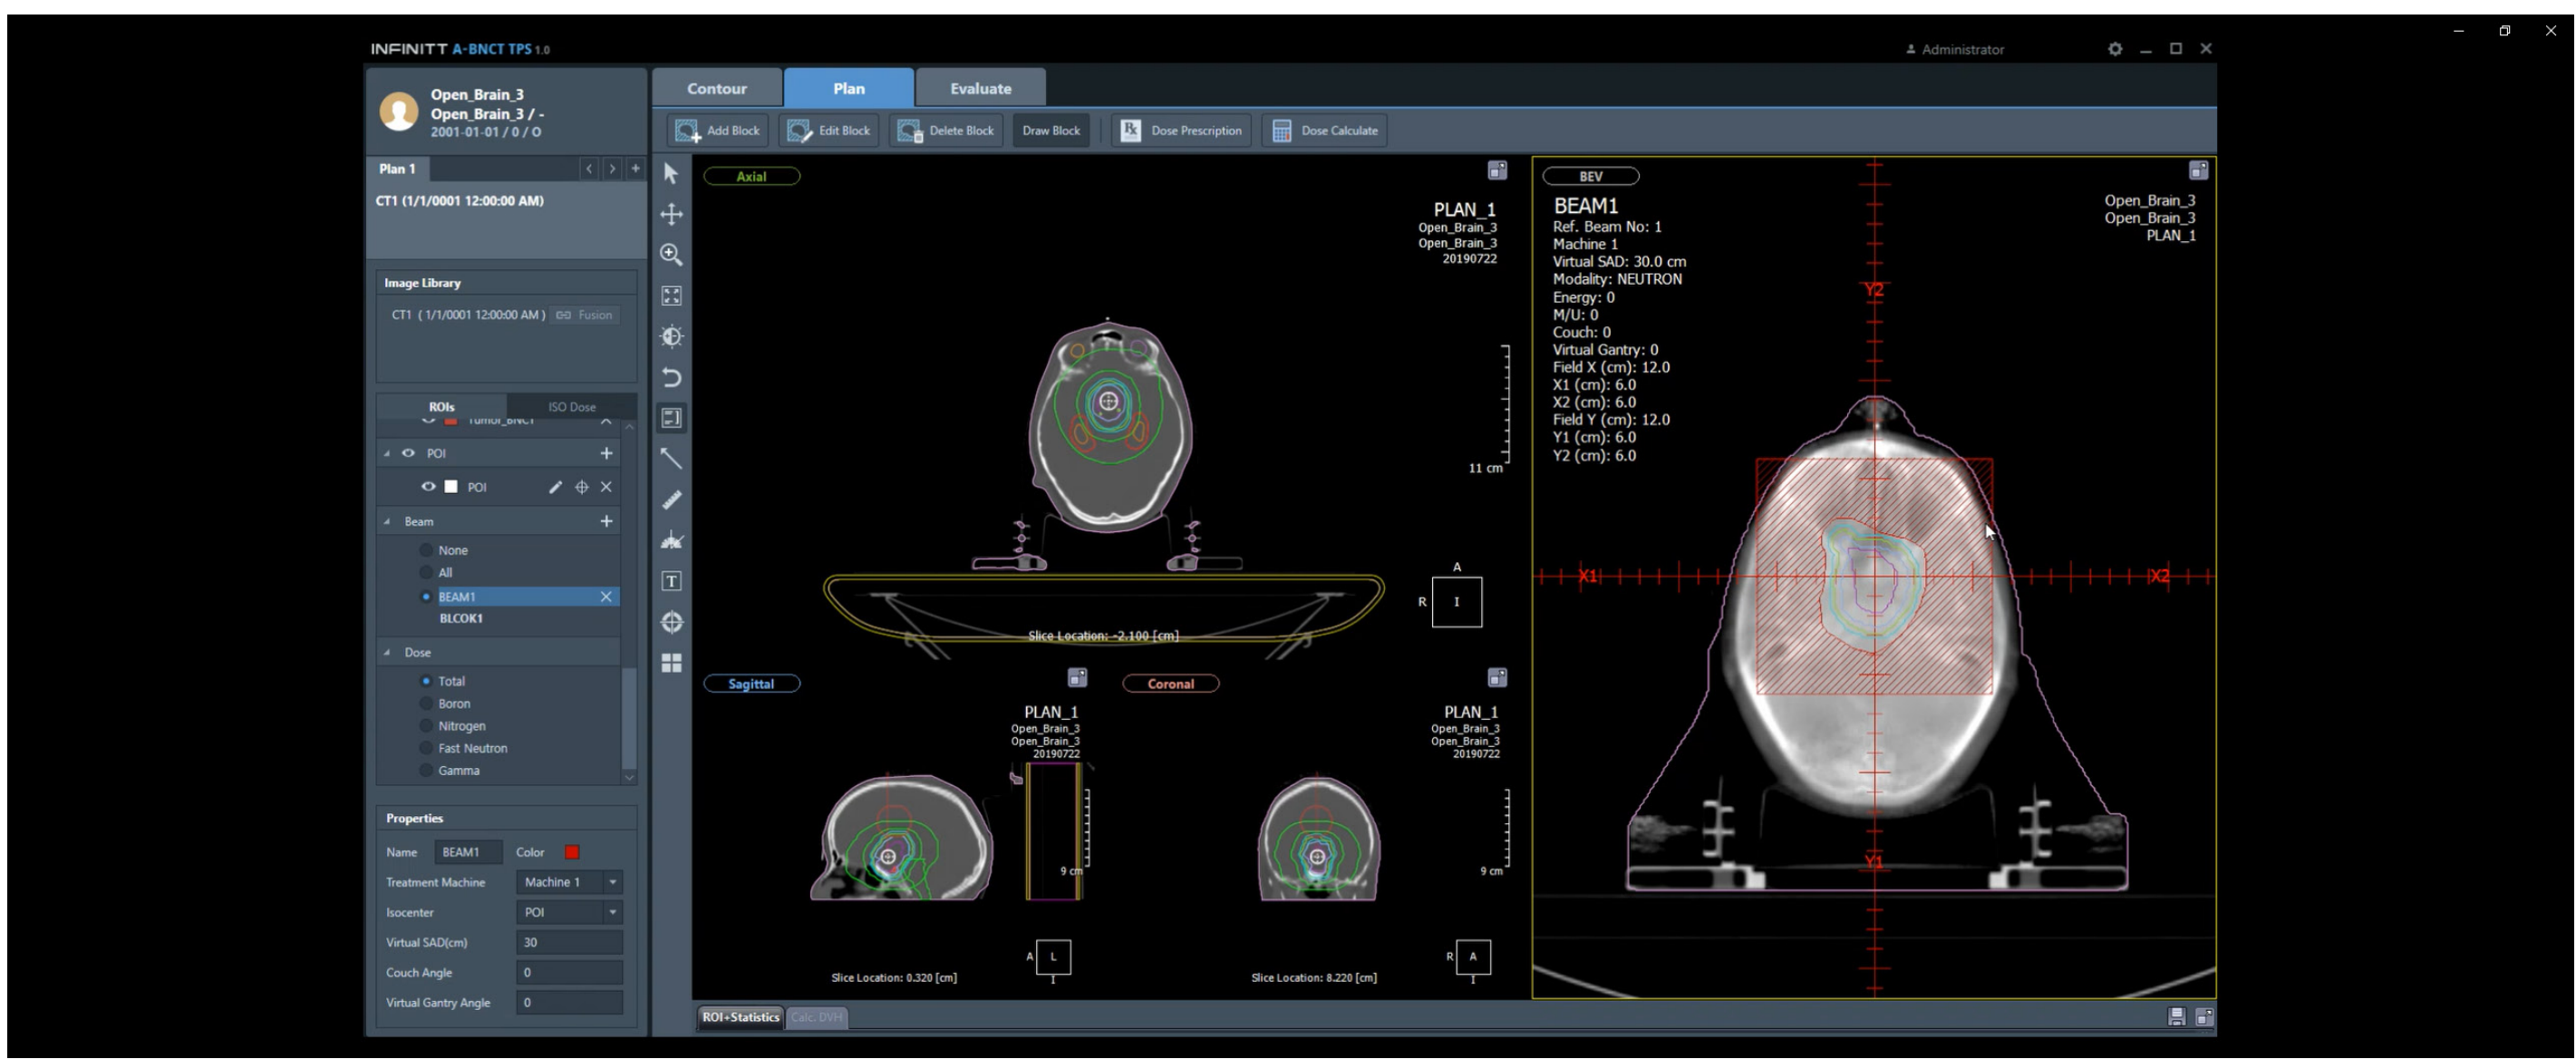 INFINITT A-BNCT TPS 1.0
Administrator
Open_Brain_3
Open_Brain_3 / -
2001-01-01 / 0 / O
Contour
Plan
Evaluate
Add Block
Edit Block
Delete Block
Draw Block
Rx
Dose Prescription
Dose Calculate
Plan 1
CT1 (1/1/0001 12:00:00 AM)
Image Library
CT1 ( 1/1/0001 12:00:00 AM )
Fusion
ROIs
ISO Dose
Tumor_BNCT
POI
POI
Beam
None
All
BEAM1
BLCOK1
Dose
Total
Boron
Nitrogen
Fast Neutron
Gamma
Properties
Name
BEAM1
Color
Treatment Machine
Machine 1
Isocenter
POI
Virtual SAD(cm)
30
Couch Angle
0
Virtual Gantry Angle
0
T
Axial
PLAN_1
Open_Brain_3
Open_Brain_3
20190722
11 cm
A
R
I
Slice Location: -2.100 [cm]
Sagittal
PLAN_1
Open_Brain_3
Open_Brain_3
20190722
9 cm
A
L
I
Slice Location: 0.320 [cm]
Coronal
PLAN_1
Open_Brain_3
Open_Brain_3
20190722
9 cm
R
A
I
Slice Location: 8.220 [cm]
BEV
BEAM1
Ref. Beam No: 1
Machine 1
Virtual SAD: 30.0 cm
Modality: NEUTRON
Energy: 0
M/U: 0
Couch: 0
Virtual Gantry: 0
Field X (cm): 12.0
X1 (cm): 6.0
X2 (cm): 6.0
Field Y (cm): 12.0
Y1 (cm): 6.0
Y2 (cm): 6.0
Open_Brain_3
Open_Brain_3
PLAN_1
Y2
X1
X2
Y1
ROI+Statistics
Calc. DVH